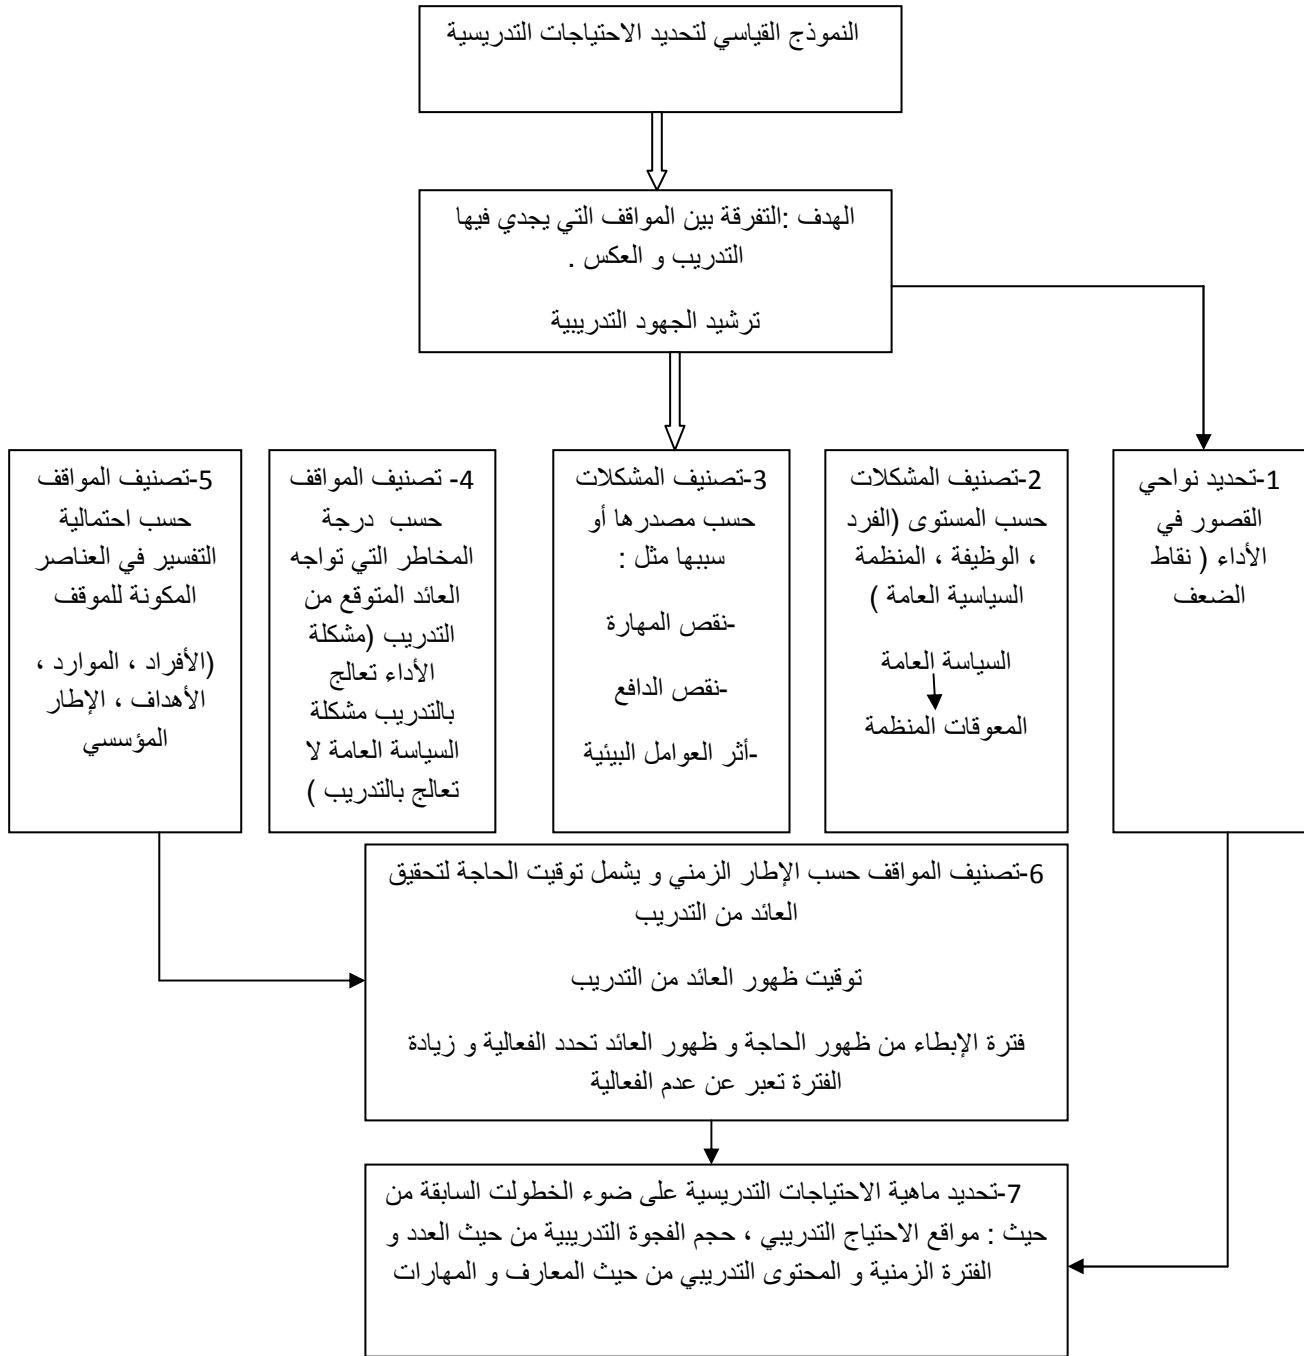 النموذج القياسي لتحديد الاحتياجات التدريسية
الهدف :التفرقة بين المواقف التي يجدي فيها
التدريب و العكس .
ترشيد الجهود التدريبية
1-تحديد نواحي
القصور في
الأداء ( نقاط
الضعف
2-تصنيف المشكلات
حسب المستوى (الفرد
، الوظيفة ، المنظمة
السياسية العامة )
السياسة العامة
المعوقات المنظمة
3-تصنيف المشكلات
حسب مصدرها أو
سببها مثل :
-نقص المهارة
-نقص الدافع
-أثر العوامل البيئية
4- تصنيف المواقف
حسب درجة
المخاطر التي تواجه
العائد المتوقع من
التدريب (مشكلة
الأداء تعالج
بالتدريب مشكلة
السياسة العامة لا
تعالج بالتدريب )
5-تصنيف المواقف
حسب احتمالية
التفسير في العناصر
المكونة للموقف
(الأفراد ، الموارد ،
الأهداف ، الإطار
المؤسسي
6-تصنيف المواقف حسب الإطار الزمني و يشمل توقيت الحاجة لتحقيق
العائد من التدريب
توقيت ظهور العائد من التدريب
فترة الإبطاء من ظهور الحاجة و ظهور العائد تحدد الفعالية و زيادة
الفترة تعبر عن عدم الفعالية
7-تحديد ماهية الاحتياجات التدريسية على ضوء الخطولت السابقة من
حيث : مواقع الاحتياج التدريبي ، حجم الفجوة التدريبية من حيث العدد و
الفترة الزمنية و المحتوى التدريبي من حيث المعارف و المهارات